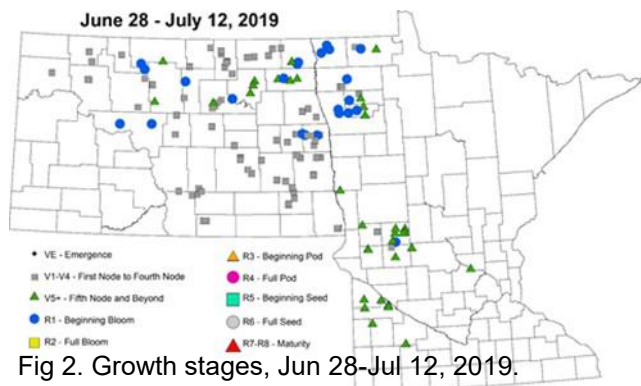 June 28 - July 12, 2019
VE - Emergence
V1-V4 - First Node to Fourth Node
V5+ - Fifth Node and Beyond
R1 - Beginning Bloom
R2 - Full Bloom
R3 - Beginning Pod
R4 - Full Pod
R5 - Beginning Seed
R6 - Full Seed
R7-R8 - Maturity
Fig 2. Growth stages, Jun 28-Jul 12, 2019.